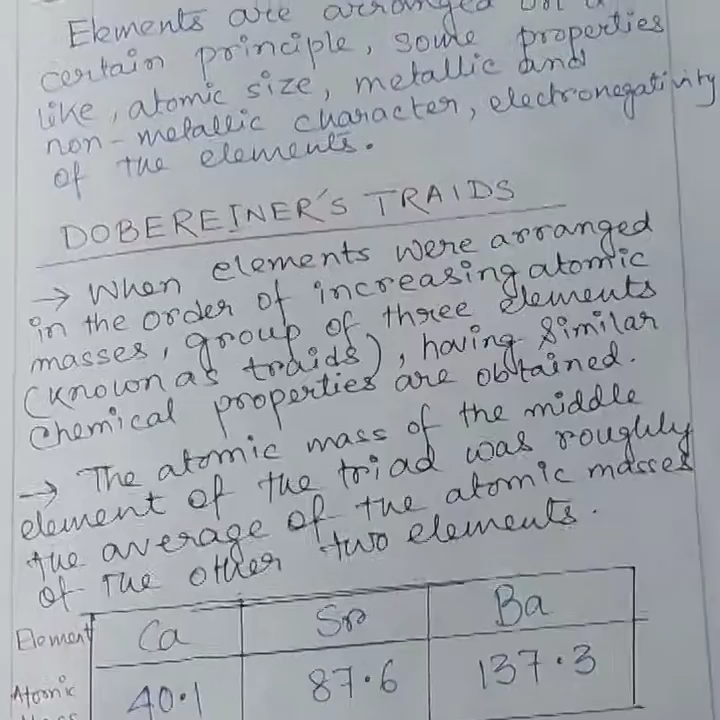 Elements are arranged on a
certain principle, some properties
like, atomic size, metallic and
non-metallic character, electronegativity
of the elements.
DOBEREINER'S TRAIDS
→ When elements were arranged
in the order of increasing atomic
masses, group of three elements
(known as traids), having similar
chemical properties are obtained.
→ The atomic mass of the middle
element of the triad was roughly
the average of the atomic masses
of the other two elements.
Element Ca Sr Ba
Atomic 40.1 87.6 137.3